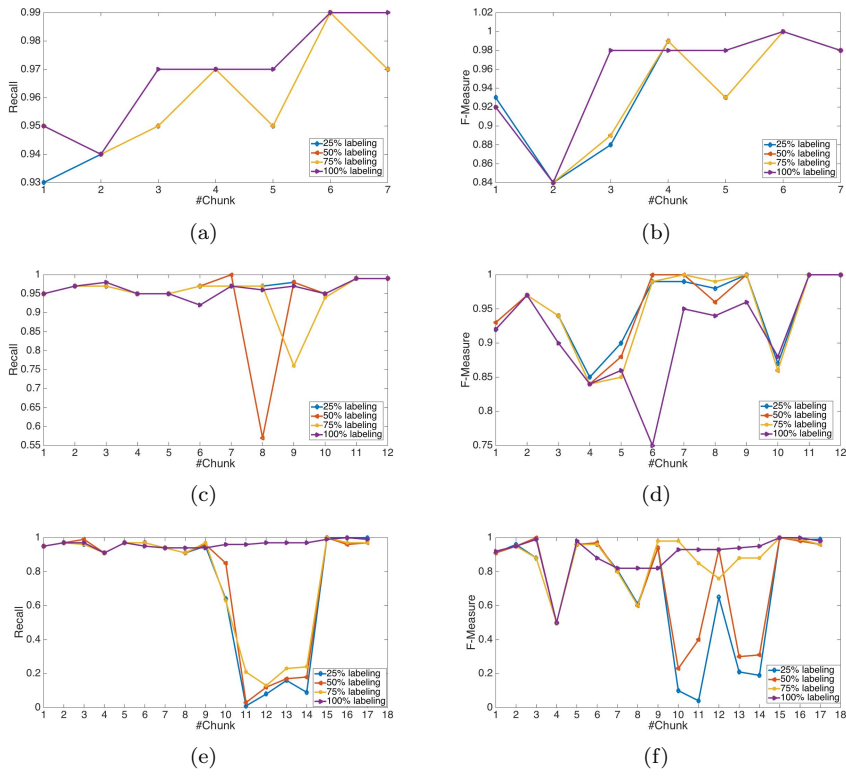 0.99
0.97
0.95
0.94
0.93
Recall
1 2 3 4 5 6 7
#Chunk
25% labeling
50% labeling
75% labeling
100% labeling
(a)
1.02
1
0.98
0.96
0.94
0.92
0.9
0.88
0.86
0.84
F-Measure
1 2 3 4 5 6 7
#Chunk
25% labeling
50% labeling
75% labeling
100% labeling
(b)
1
0.95
0.9
0.85
0.8
0.75
0.7
0.65
0.6
0.55
Recall
1 2 3 4 5 6 7 8 9 10 11 12
#Chunk
25% labeling
50% labeling
75% labeling
100% labeling
(c)
1
0.95
0.9
0.85
0.8
0.75
F-Measure
1 2 3 4 5 6 7 8 9 10 11 12
#Chunk
25% labeling
50% labeling
75% labeling
100% labeling
(d)
1
0.8
0.6
0.4
0.2
0
Recall
1 2 3 4 5 6 7 8 9 10 11 12 13 14 15 16 17 18
#Chunk
25% labeling
50% labeling
75% labeling
100% labeling
(e)
1
0.8
0.6
0.4
0.2
0
F-Measure
1 2 3 4 5 6 7 8 9 10 11 12 13 14 15 16 17 18
#Chunk
25% labeling
50% labeling
75% labeling
100% labeling
(f)